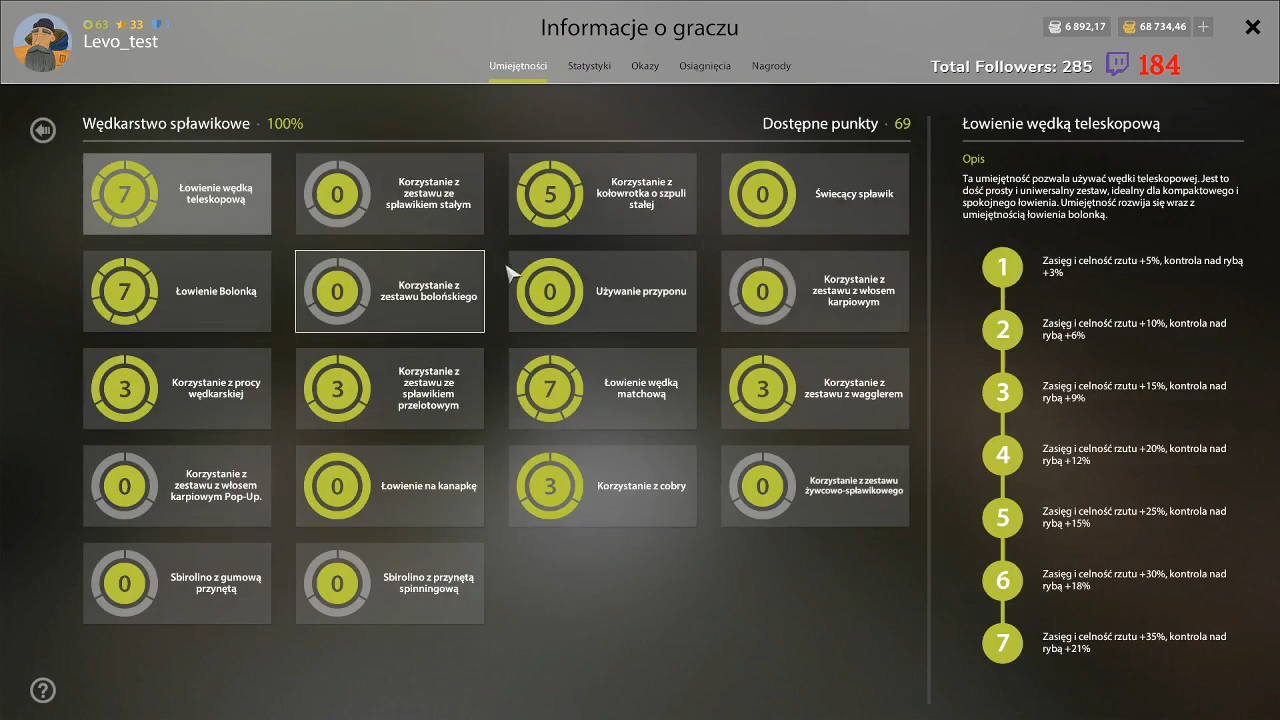 63 33
Levo_test
Informacje o graczu
6 892,17 68 734,46 +
Umiejętności Statystyki Okazy Osiągnięcia Nagrody
Total Followers: 285 184
Wędkarstwo spławikowe · 100% Dostępne punkty · 69
7 Łowienie wędką
teleskopową
0 Korzystanie z
zestawu ze
spławikiem stałym
5 Korzystanie z
kołowrotka o szpuli
stałej
0 Świecący spławik
7 Łowienie Bolonką
0 Korzystanie z
zestawu bolońskiego
0 Używanie przyponu
0 Korzystanie z
zestawu z włosem
karpiowym
3 Korzystanie z procy
wędkarskiej
3 Korzystanie z
zestawu ze
spławikiem
przelotowym
7 Łowienie wędką
matchową
3 Korzystanie z
zestawu z wagglerem
0 Korzystanie z
zestawu z włosem
karpiowym Pop-Up.
0 Łowienie na kanapkę
3 Korzystanie z cobry
0 Korzystanie z zestawu
żywcowo-spławikowego
0 Sbirolino z gumową
przynętą
0 Sbirolino z przynętą
spinningową
Łowienie wędką teleskopową
Opis
Ta umiejętność pozwala używać wędki teleskopowej. Jest to
dość prosty i uniwersalny zestaw, idealny dla kompaktowego i
spokojnego łowienia. Umiejętność rozwija się wraz z
umiejętnością łowienia bolonką.
1 Zasięg i celność rzutu +5%, kontrola nad rybą
+3%
2 Zasięg i celność rzutu +10%, kontrola nad
rybą +6%
3 Zasięg i celność rzutu +15%, kontrola nad
rybą +9%
4 Zasięg i celność rzutu +20%, kontrola nad
rybą +12%
5 Zasięg i celność rzutu +25%, kontrola nad
rybą +15%
6 Zasięg i celność rzutu +30%, kontrola nad
rybą +18%
7 Zasięg i celność rzutu +35%, kontrola nad
rybą +21%
?